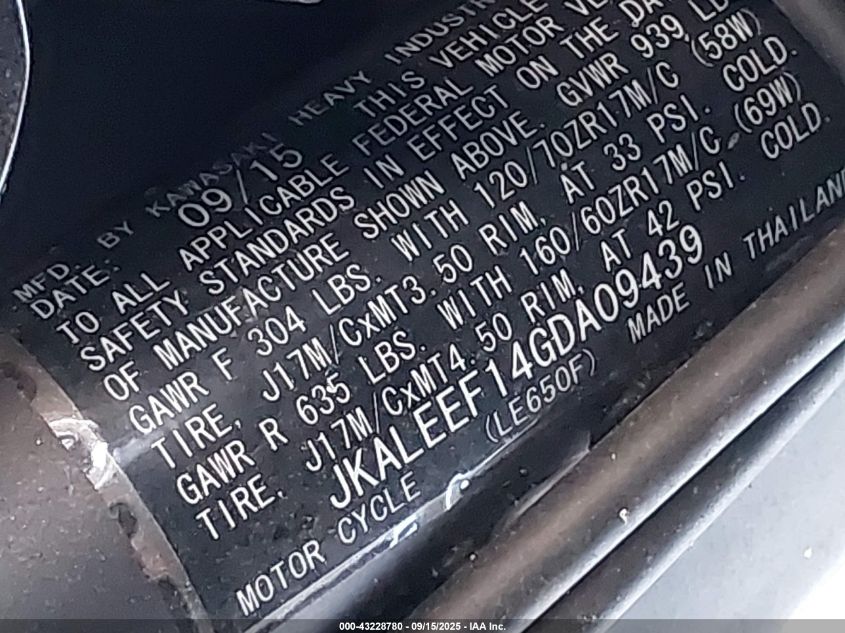 MFD. BY KAWASAKI HEAVY INDUSTR
DATE: 09/15 THIS VEHICLE
TO ALL APPLICABLE FEDERAL MOTOR VE
SAFETY STANDARDS IN EFFECT ON THE DA
OF MANUFACTURE SHOWN ABOVE. GVWR 939 LB
GAWR F 304 LBS. WITH 120/70ZR17M/C (58W)
TIRE, J17M/CxMT3.50 RIM, AT 33 PSI. COLD.
GAWR R 635 LBS. WITH 160/60ZR17M/C (69W)
TIRE, J17M/CxMT4.50 RIM, AT 42 PSI. COLD.
JKALEEF14GDA09439
MOTOR CYCLE (LE650F) MADE IN THAILAND
000-43228780 - 09/15/2025 - IAA Inc.